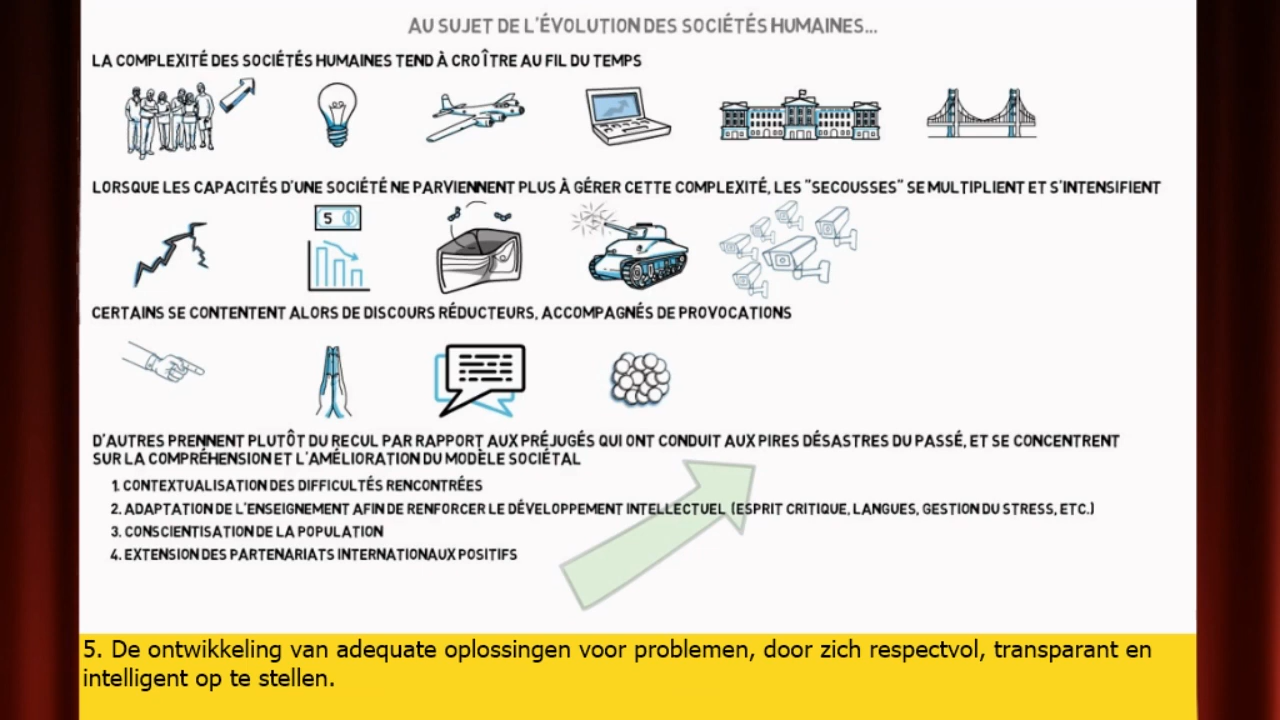 AU SUJET DE L'ÉVOLUTION DES SOCIÉTÉS HUMAINES...
LA COMPLEXITÉ DES SOCIÉTÉS HUMAINES TEND À CROÎTRE AU FIL DU TEMPS
LORSQUE LES CAPACITÉS D'UNE SOCIÉTÉ NE PARVIENNENT PLUS À GÉRER CETTE COMPLEXITÉ, LES "SECOUSSES" SE MULTIPLIENT ET S'INTENSIFIENT
5
CERTAINS SE CONTENTENT ALORS DE DISCOURS RÉDUCTEURS, ACCOMPAGNÉS DE PROVOCATIONS
D'AUTRES PRENNENT PLUTÔT DU RECUL PAR RAPPORT AUX PRÉJUGÉS QUI ONT CONDUIT AUX PIRES DÉSASTRES DU PASSÉ, ET SE CONCENTRENT
SUR LA COMPRÉHENSION ET L'AMÉLIORATION DU MODÈLE SOCIÉTAL
1. CONTEXTUALISATION DES DIFFICULTÉS RENCONTRÉES
2. ADAPTATION DE L'ENSEIGNEMENT AFIN DE RENFORCER LE DÉVELOPPEMENT INTELLECTUEL (ESPRIT CRITIQUE, LANGUES, GESTION DU STRESS, ETC.)
3. CONSCIENTISATION DE LA POPULATION
4. EXTENSION DES PARTENARIATS INTERNATIONAUX POSITIFS
5. De ontwikkeling van adequate oplossingen voor problemen, door zich respectvol, transparant en
intelligent op te stellen.